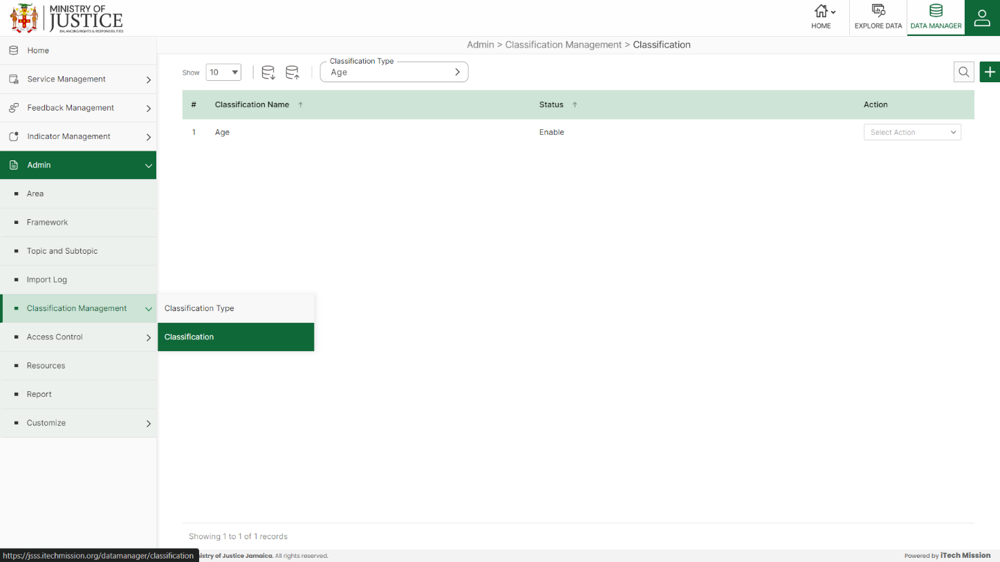 MINISTRY OF
JUSTICE
BALANCING RIGHTS & RESPONSIBILITIES
HOME
EXPLORE DATA
DATA MANAGER
Admin > Classification Management > Classification
Home
Service Management
Feedback Management
Indicator Management
Admin
Area
Framework
Topic and Subtopic
Import Log
Classification Management
Access Control
Resources
Report
Customize
Classification Type
Classification
Show 10
Classification Type
Age
# Classification Name Status Action
1 Age Enable Select Action
Showing 1 to 1 of 1 records
https://jsss.itechmission.org/datamanager/classification
of Justice Jamaica. All rights reserved.
Powered by iTech Mission